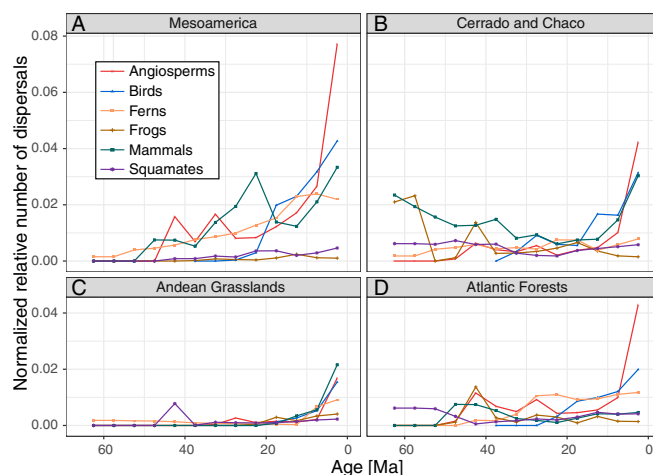 A Mesoamerica
B Cerrado and Chaco
0.08
0.06
0.04
0.02
0.00
Angiosperms
Birds
Ferns
Frogs
Mammals
Squamates
C Andean Grasslands
D Atlantic Forests
0.04
0.02
0.00
60 40 20 0
60 40 20 0
Normalized relative number of dispersals
Age [Ma]